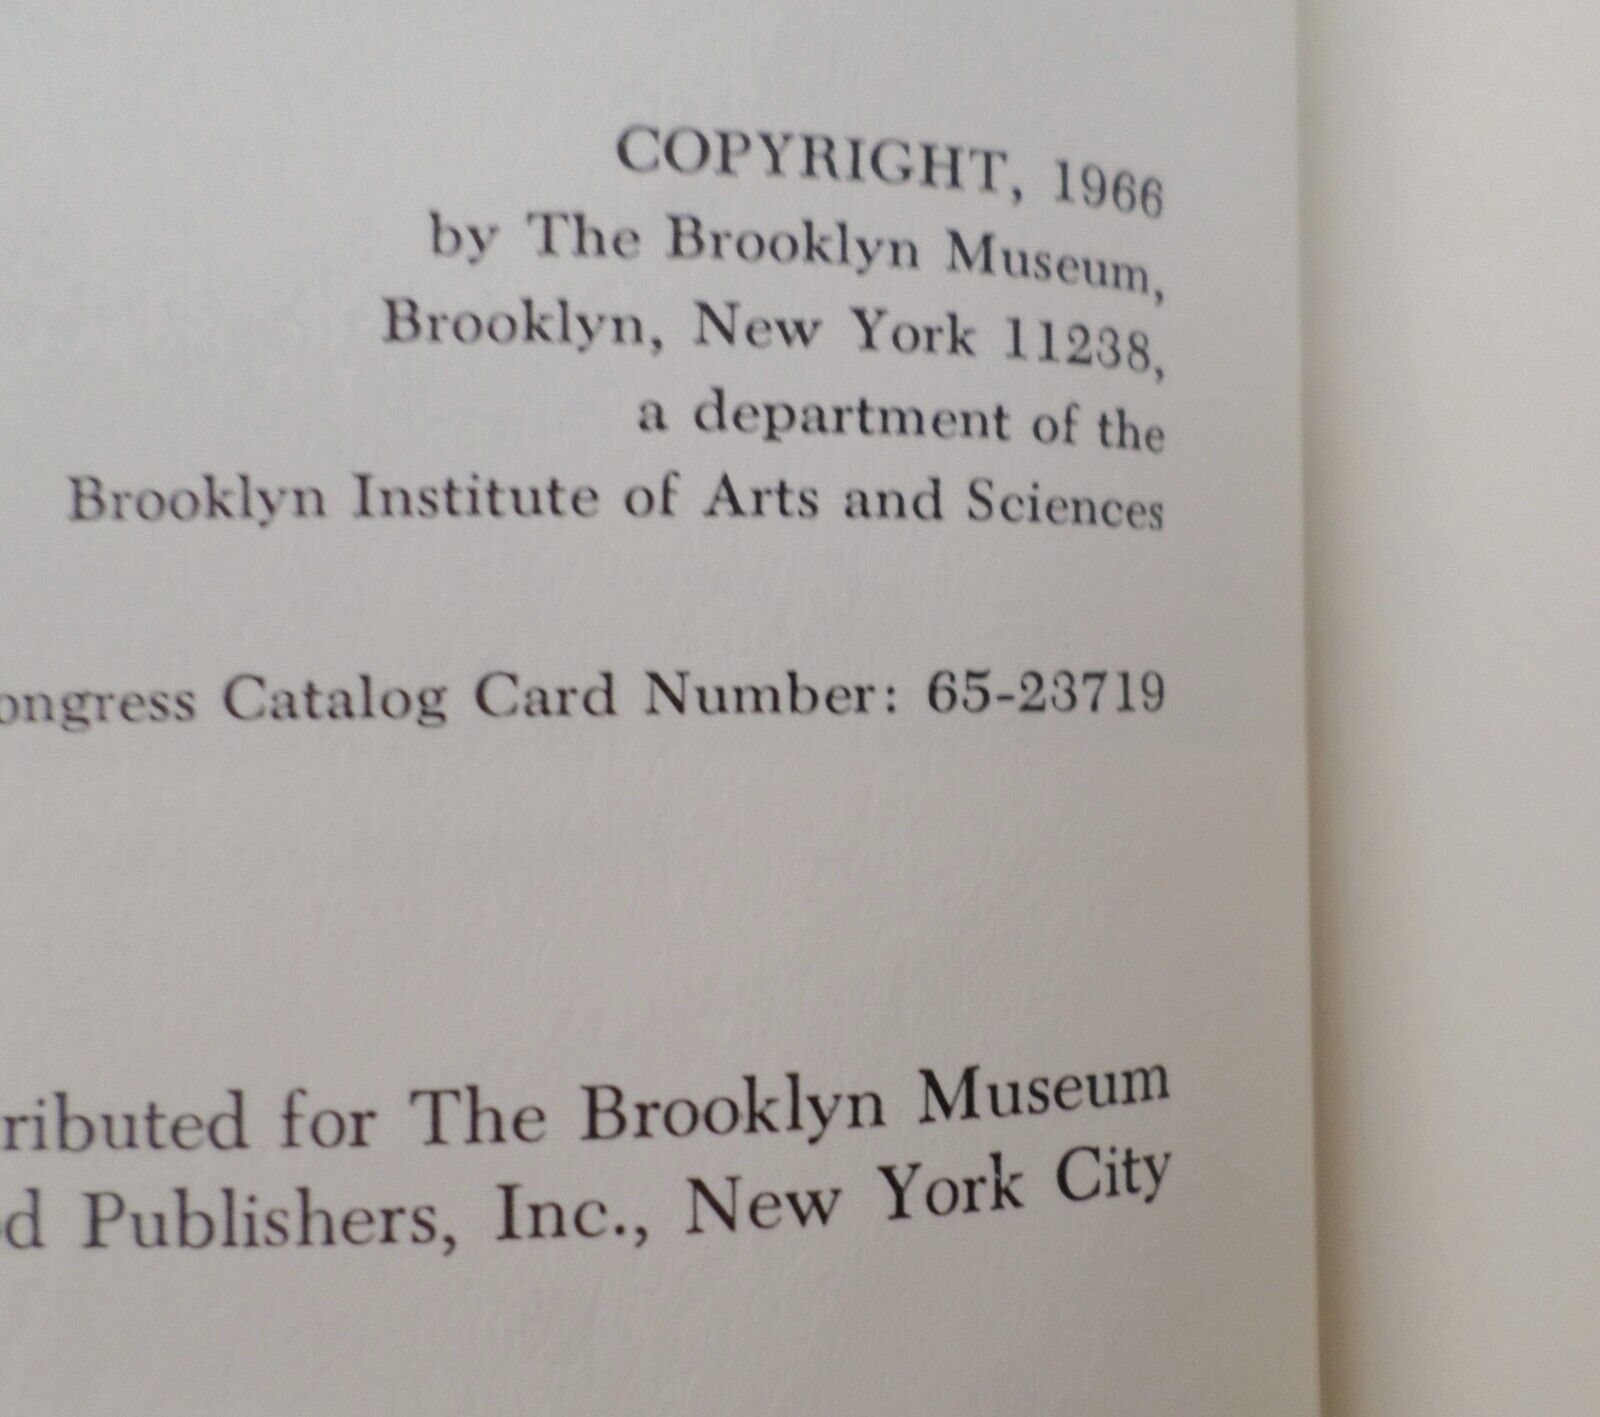 COPYRIGHT, 1966
by The Brooklyn Museum,
Brooklyn, New York 11238,
a department of the
Brooklyn Institute of Arts and Sciences
ongress Catalog Card Number: 65-23719
ributed for The Brooklyn Museum
d Publishers, Inc., New York City